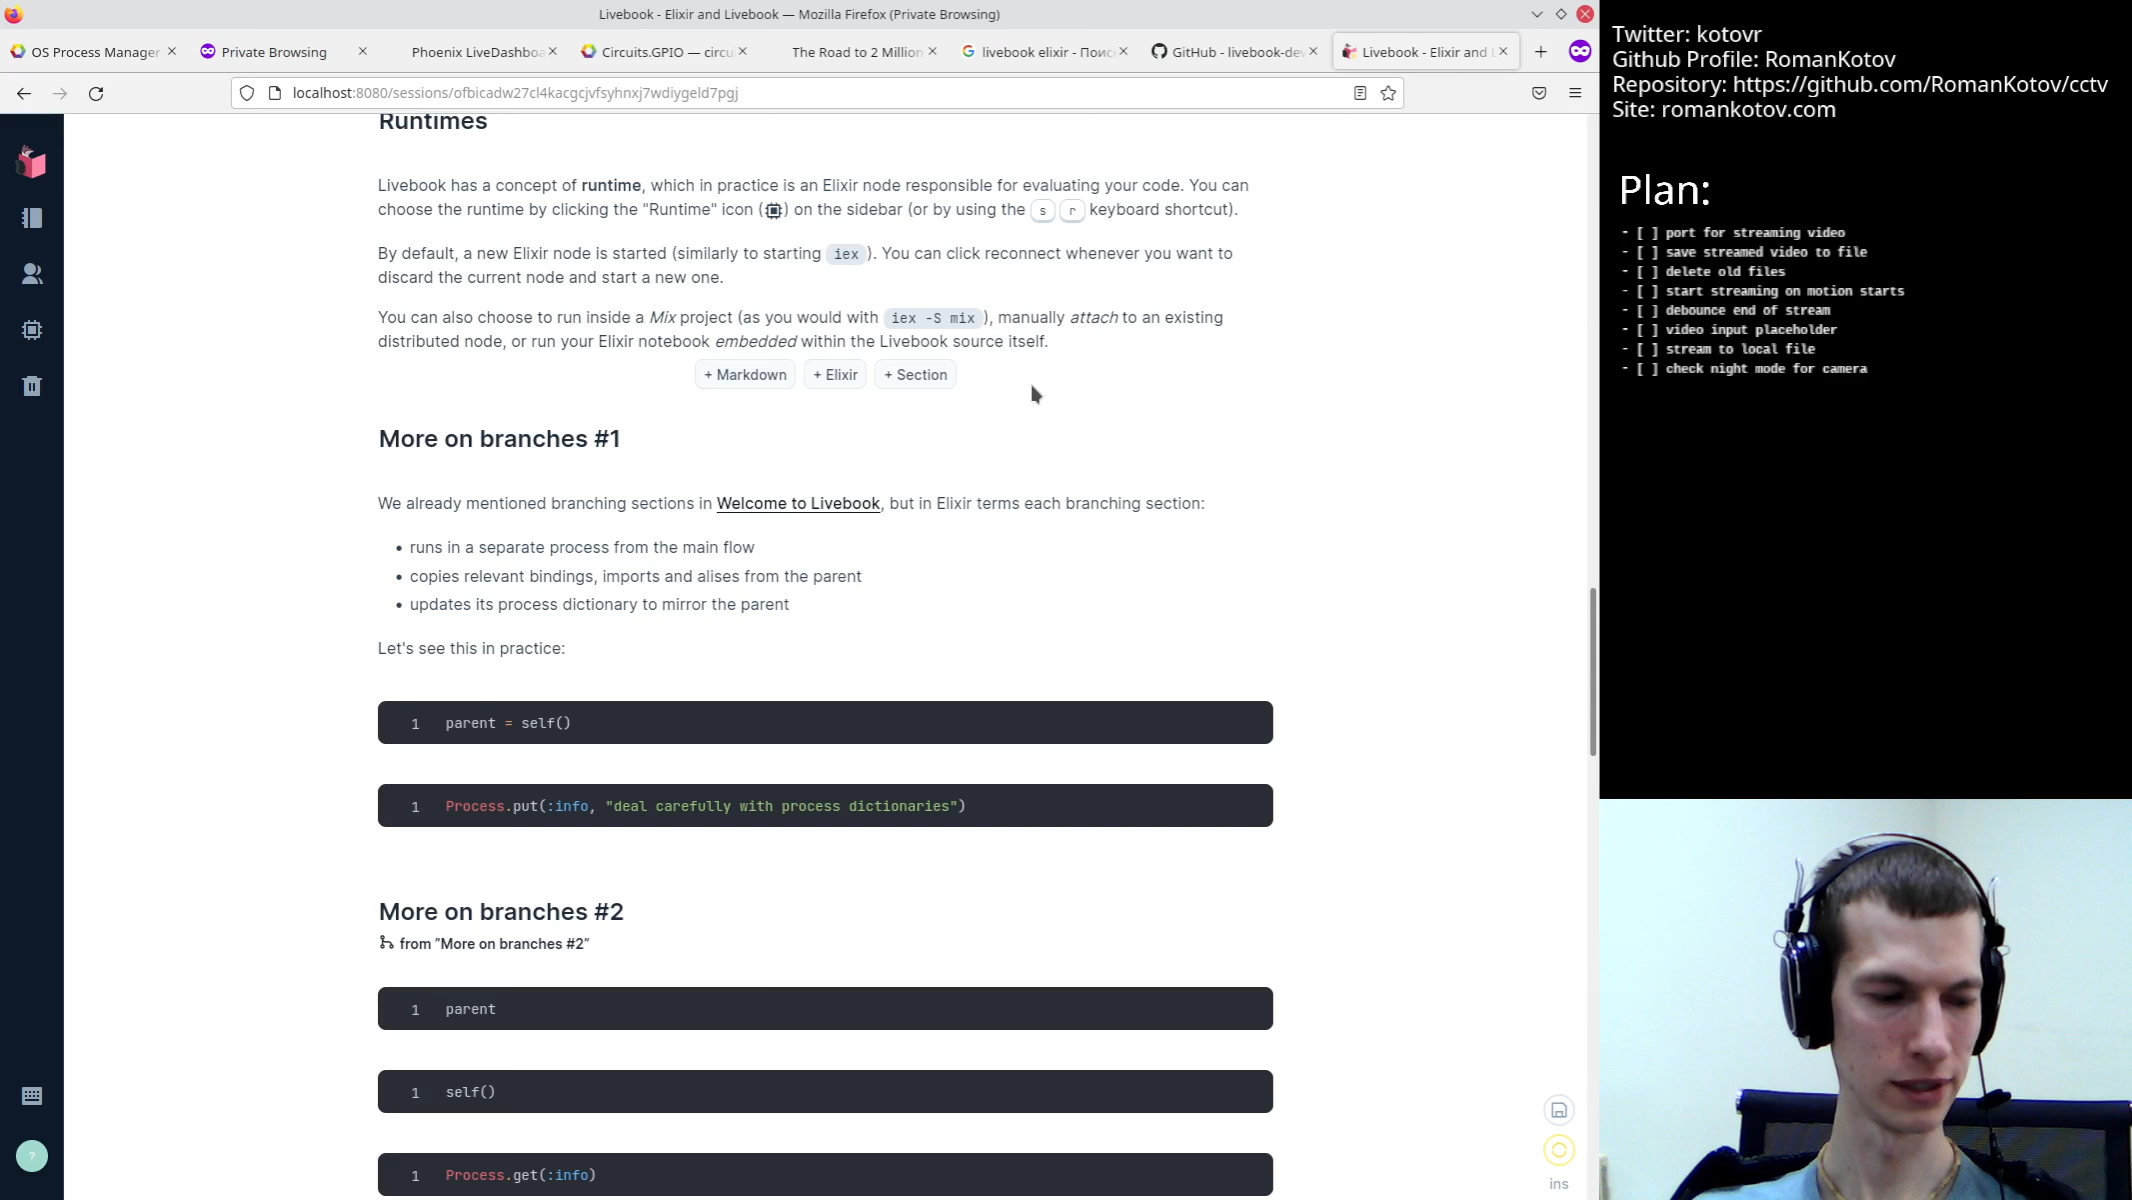 Livebook - Elixir and Livebook — Mozilla Firefox (Private Browsing)
OS Process Manager
Private Browsing
Phoenix LiveDashboa
Circuits.GPIO — circu
The Road to 2 Million
livebook elixir - Поис
GitHub - livebook-dev
Livebook - Elixir and L
localhost:8080/sessions/ofbicadw27cl4kacgcjvfsyhnxj7wdiygeld7pgj
Runtimes
Livebook has a concept of runtime, which in practice is an Elixir node responsible for evaluating your code. You can
choose the runtime by clicking the "Runtime" icon ( ) on the sidebar (or by using the s r keyboard shortcut).
By default, a new Elixir node is started (similarly to starting iex ). You can click reconnect whenever you want to
discard the current node and start a new one.
You can also choose to run inside a Mix project (as you would with iex -S mix ), manually attach to an existing
distributed node, or run your Elixir notebook embedded within the Livebook source itself.
+ Markdown + Elixir + Section
More on branches #1
We already mentioned branching sections in Welcome to Livebook, but in Elixir terms each branching section:
• runs in a separate process from the main flow
• copies relevant bindings, imports and alises from the parent
• updates its process dictionary to mirror the parent
Let's see this in practice:
1 parent = self()
1 Process.put(:info, "deal carefully with process dictionaries")
More on branches #2
from ”More on branches #2”
1 parent
1 self()
1 Process.get(:info)
?
ins
Twitter: kotovr
Github Profile: RomanKotov
Repository: https://github.com/RomanKotov/cctv
Site: romankotov.com
Plan:
- [ ] port for streaming video
- [ ] save streamed video to file
- [ ] delete old files
- [ ] start streaming on motion starts
- [ ] debounce end of stream
- [ ] video input placeholder
- [ ] stream to local file
- [ ] check night mode for camera